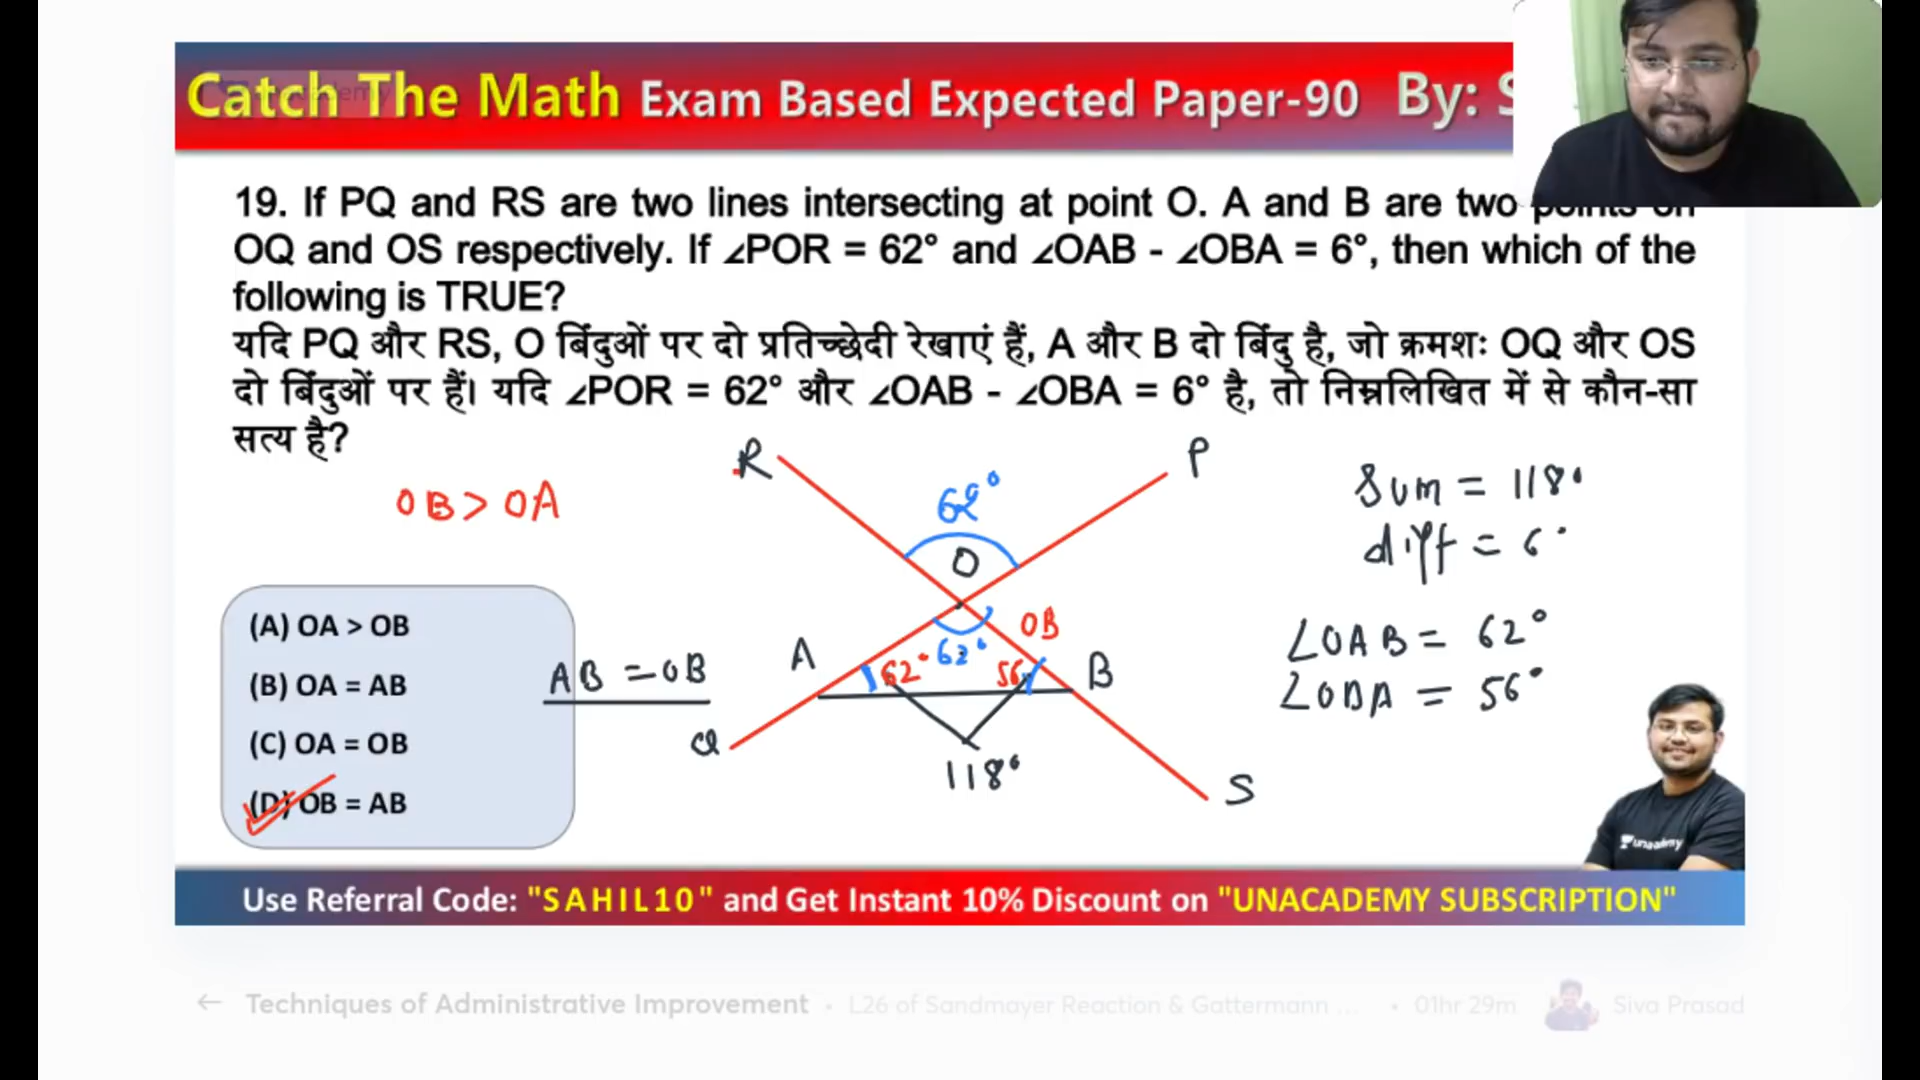 Catch The Math Exam Based Expected Paper-90 By: S
19. If PQ and RS are two lines intersecting at point O. A and B are two points on
OQ and OS respectively. If ∠POR = 62° and ∠OAB - ∠OBA = 6°, then which of the
following is TRUE?
यदि PQ और RS, O बिंदुओं पर दो प्रतिच्छेदी रेखाएं हैं, A और B दो बिंदु है, जो क्रमशः OQ और OS
दो बिंदुओं पर हैं। यदि ∠POR = 62° और ∠OAB - ∠OBA = 6° है, तो निम्नलिखित में से कौन-सा
सत्य है?
R
P
62°
O
Sum = 118°
diff = 6°
OB > OA
(A) OA > OB
(B) OA = AB
(C) OA = OB
(D) OB = AB
AB = OB
A
62°
62°
56
OB
B
Q
118°
S
∠OAB = 62°
∠OBA = 56°
unacademy
Use Referral Code: "SAHIL10" and Get Instant 10% Discount on "UNACADEMY SUBSCRIPTION"
← Techniques of Administrative Improvement • L26 of Sandmayer Reaction & Gattermann ... • 01hr 29m Siva Prasad